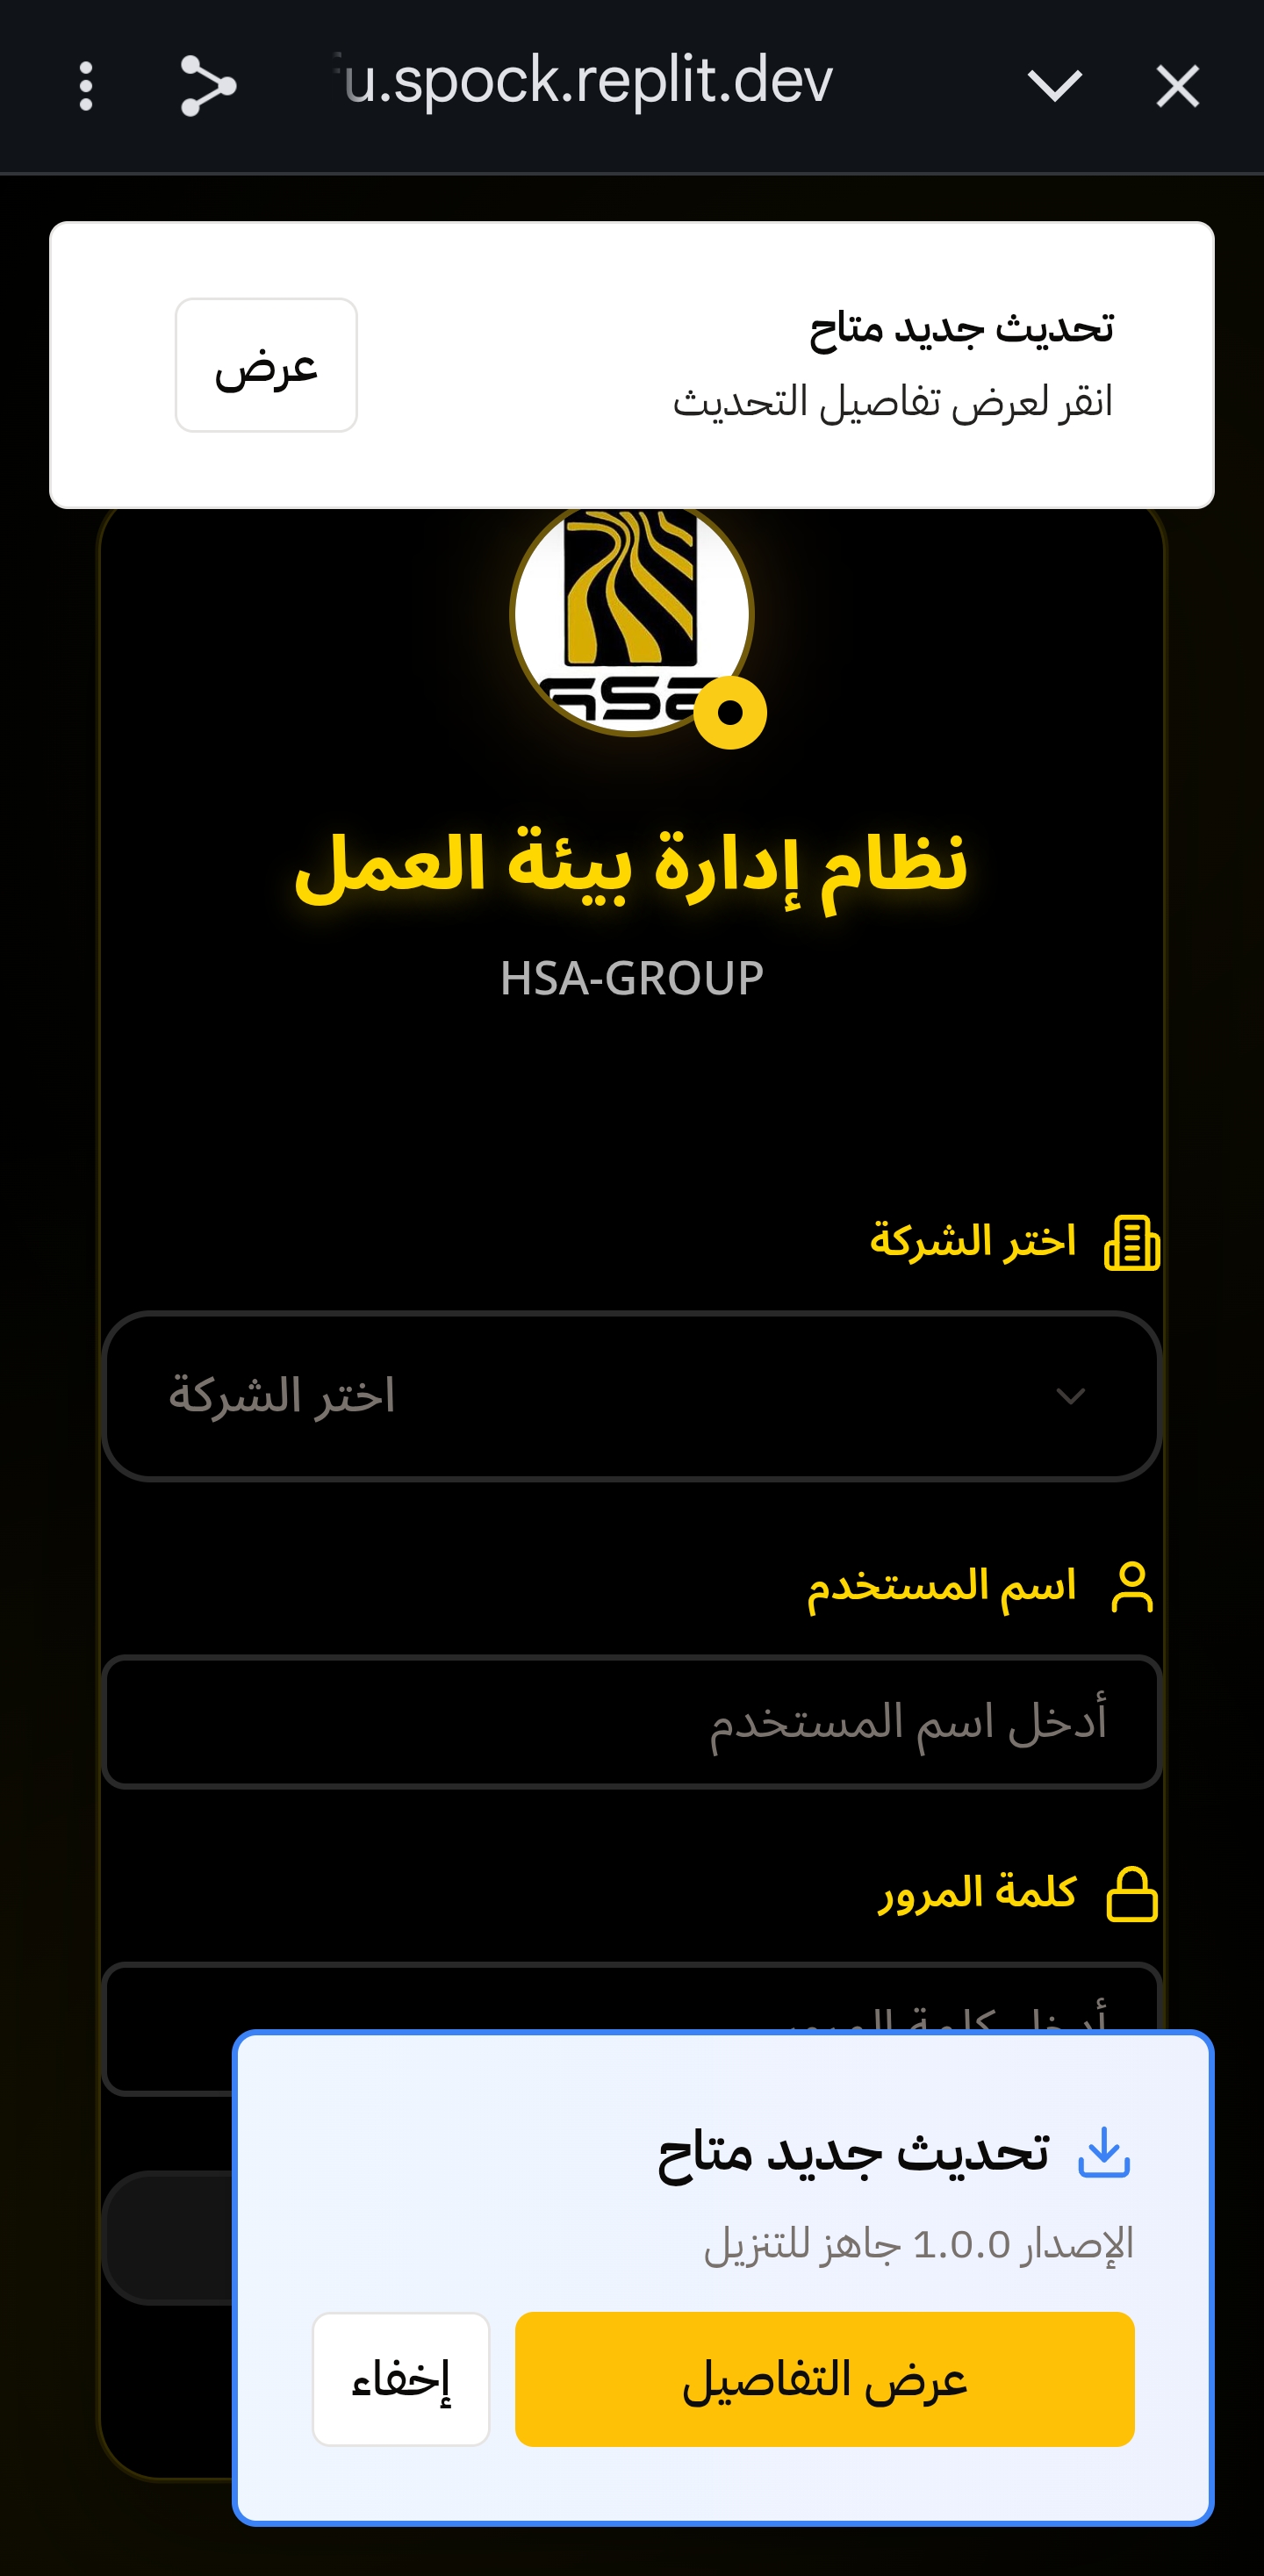 u.spock.replit.dev
تحديث جديد متاح
انقر لعرض تفاصيل التحديث
عرض
نظام إدارة بيئة العمل
HSA-GROUP
اختر الشركة
اختر الشركة
اسم المستخدم
أدخل اسم المستخدم
كلمة المرور
تحديث جديد متاح
الإصدار 1.0.0 جاهز للتنزيل
عرض التفاصيل
إخفاء